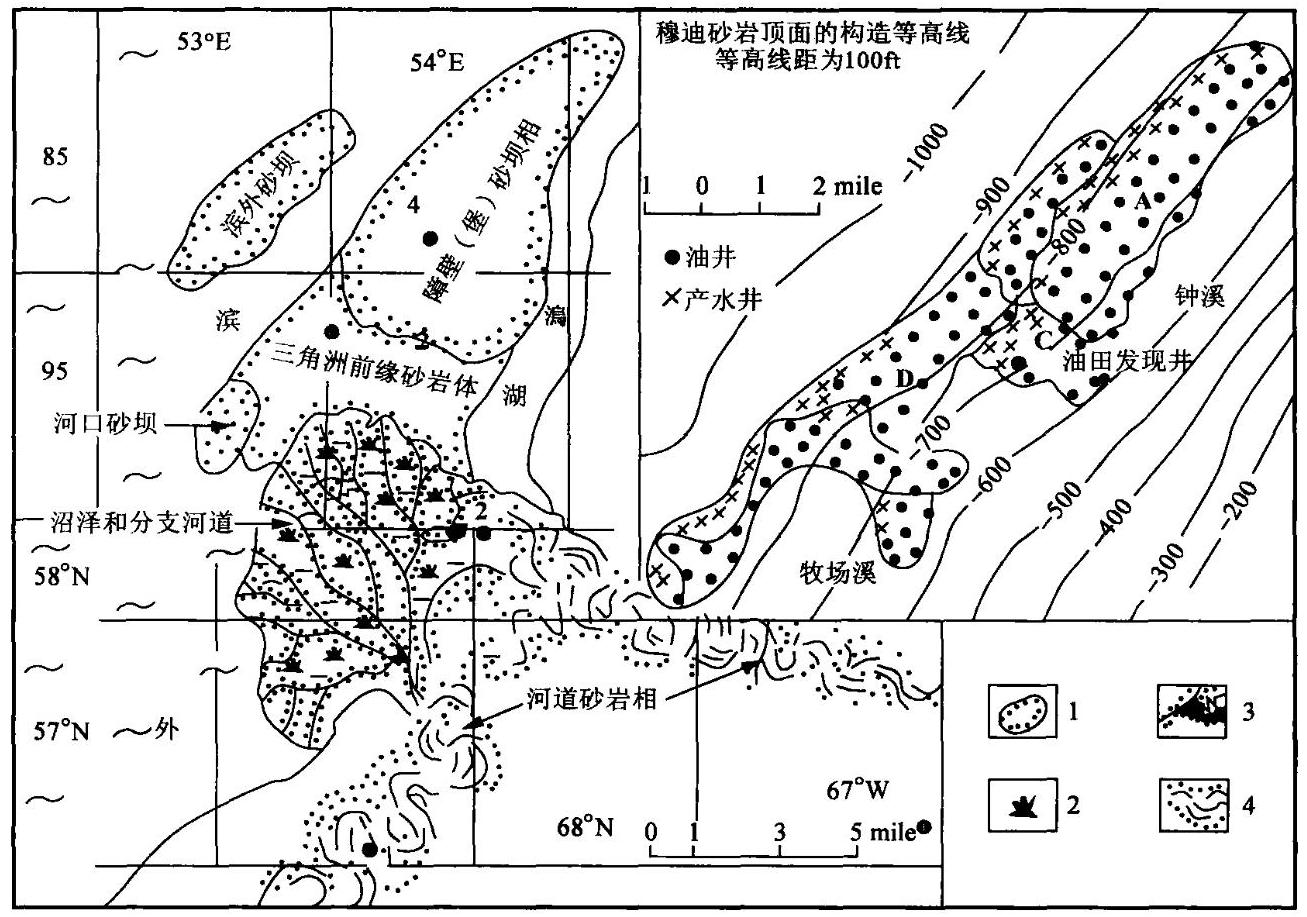 53°E
54°E
85
滨外砂坝
4
障壁（堡）砂坝相
滨
三角洲前缘砂岩体
潟
湖
95
河口砂坝
2
沼泽和分支河道
58°N
57°N
外
河道砂岩相
68°N
67°W
0 1 3 5 mile
穆迪砂岩顶面的构造等高线
等高线距为100ft
1 0 1 2 mile
油井
产水井
-1000
-900
-800
-700
-600
-500
-400
-300
-200
A
C
D
钟溪
油田发现井
牧场溪
1
2
3
4